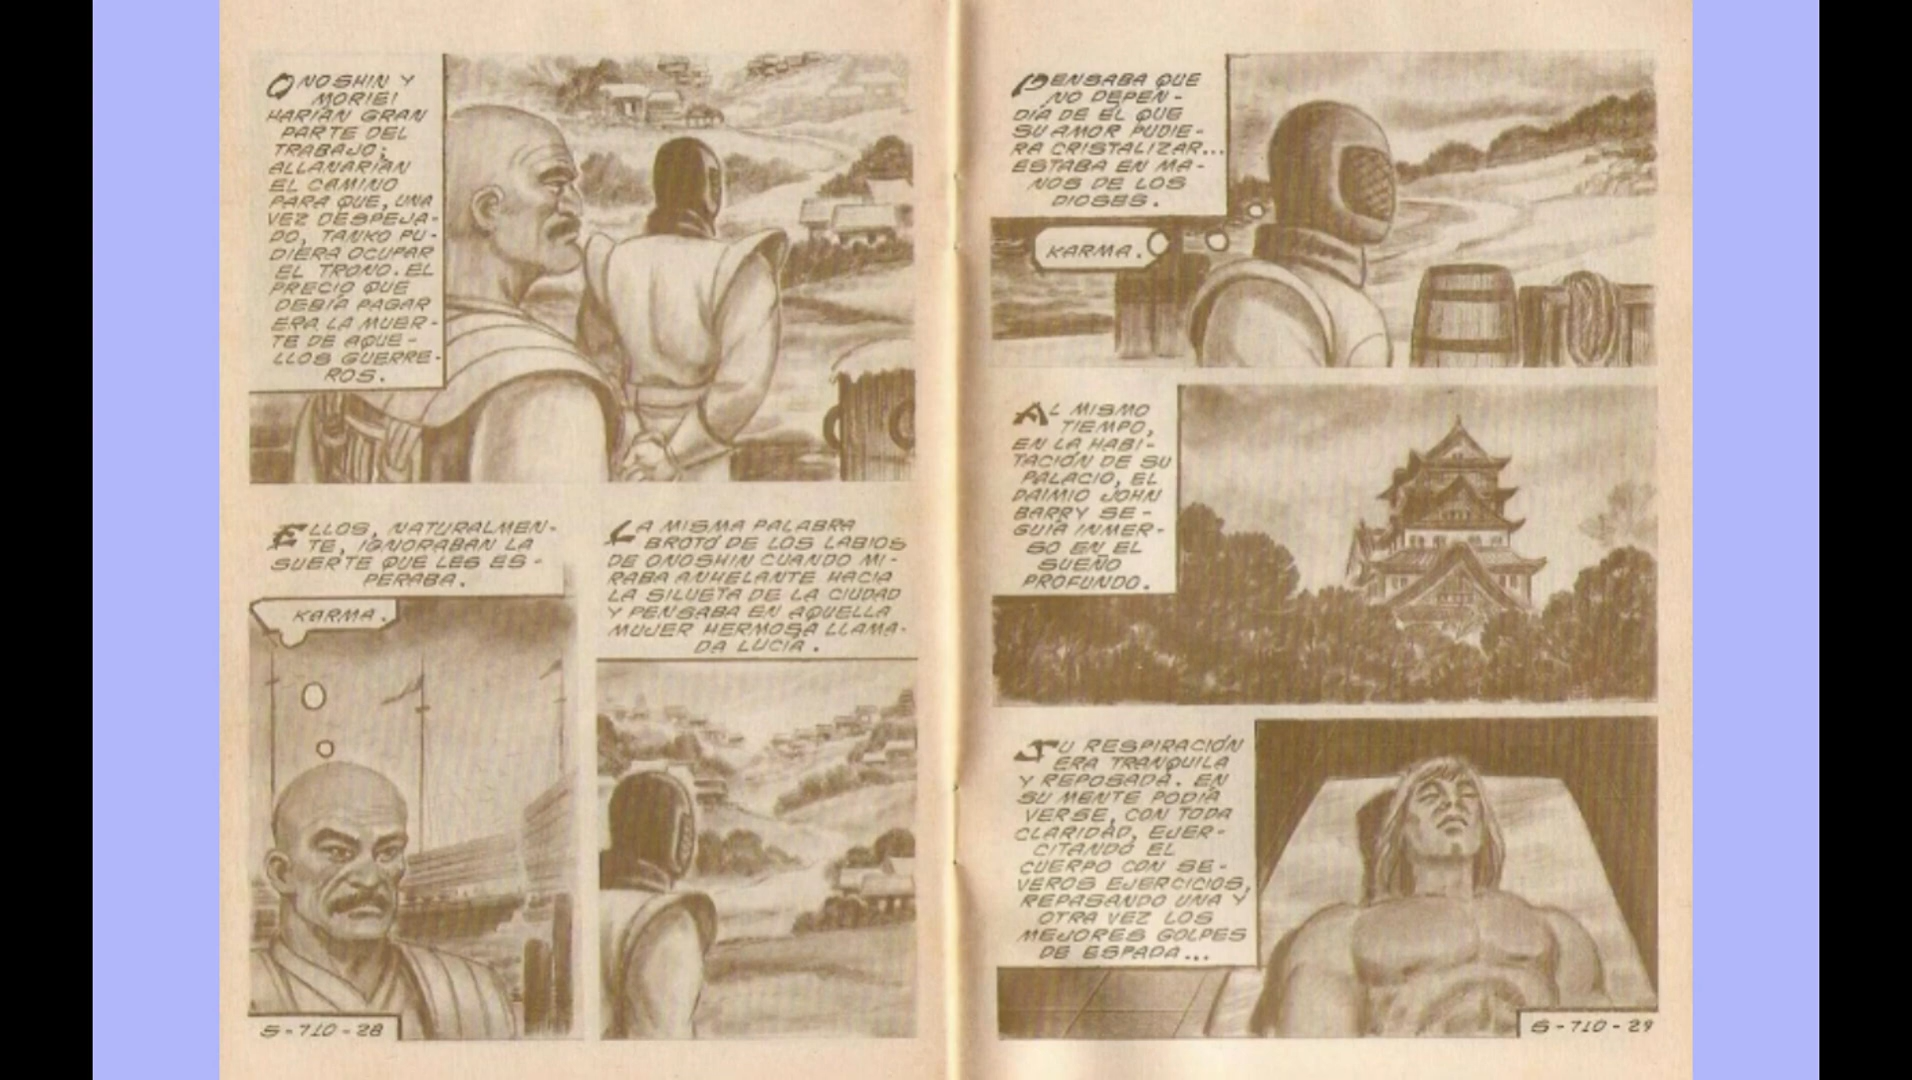 ONOSHIN Y
MORIEI
HARÍAN GRAN
PARTE DEL
TRABAJO;
ALLANARÍAN
EL CAMINO
PARA QUE, UNA
VEZ DESPEJA-
DO, TANKO PU-
DIERA OCUPAR
EL TRONO. EL
PRECIO QUE
DEBÍA PAGAR
ERA LA MUER-
TE DE AQUE-
LLOS GUERRE-
ROS.
ELLOS, NATURALMEN-
TE, IGNORABAN LA
SUERTE QUE LES ES-
PERABA.
KARMA.
S-710-28
LA MISMA PALABRA
BROTÓ DE LOS LABIOS
DE ONOSHIN CUANDO MI-
RABA ANHELANTE HACIA
LA SILUETA DE LA CIUDAD
Y PENSABA EN AQUELLA
MUJER HERMOSA LLAMA-
DA LUCÍA.
PENSABA QUE
NO DEPEN-
DÍA DE ÉL QUE
SU AMOR PUDIE-
RA CRISTALIZAR...
ESTABA EN MA-
NOS DE LOS
DIOSES.
KARMA.
AL MISMO
TIEMPO,
EN LA HABI-
TACIÓN DE SU
PALACIO, EL
DAIMIO JOHN
BARRY SE-
GUÍA INMER-
SO EN EL
SUEÑO
PROFUNDO.
SU RESPIRACIÓN
ERA TRANQUILA
Y REPOSADA. EN
SU MENTE PODÍA
VERSE, CON TODA
CLARIDAD, EJER-
CITANDO EL
CUERPO CON SE-
VEROS EJERCICIOS,
REPASANDO UNA Y
OTRA VEZ LOS
MEJORES GOLPES
DE ESPADA...
S-710-29